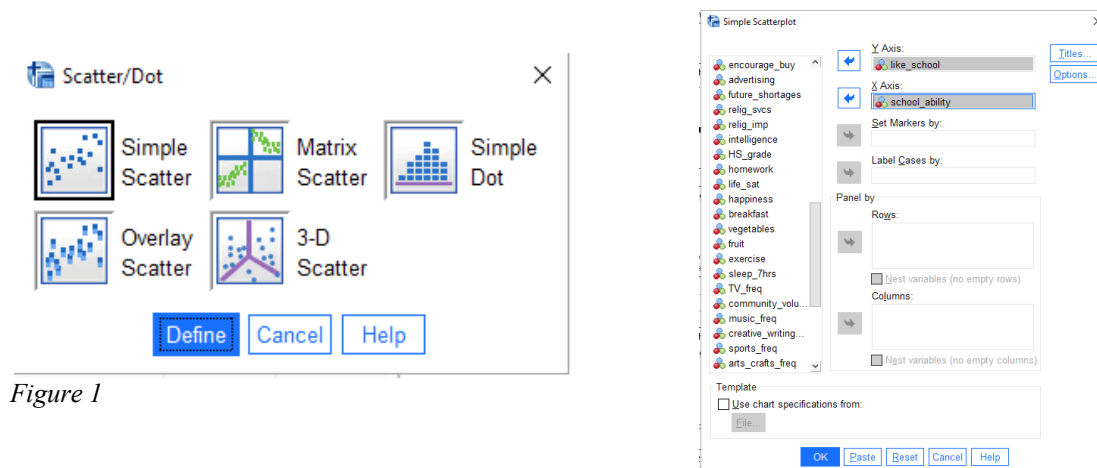 Scatter/Dot
Simple
Scatter
Matrix
Scatter
Simple
Dot
Overlay
Scatter
3-D
Scatter
Define Cancel Help
Figure 1
Simple Scatterplot
encourage_buy
advertising
future_shortages
relig_svcs
relig_imp
intelligence
HS_grade
homework
life_sat
happiness
breakfast
vegetables
fruit
exercise
sleep_7hrs
TV_freq
community_volu...
music_freq
creative_writing...
sports_freq
arts_crafts_freq
Y Axis:
like_school
X Axis:
school_ability
Set Markers by:
Label Cases by:
Panel by
Rows:
Nest variables (no empty rows)
Columns:
Nest variables (no empty columns)
Titles...
Options...
Template
Use chart specifications from:
File...
OK Paste Reset Cancel Help